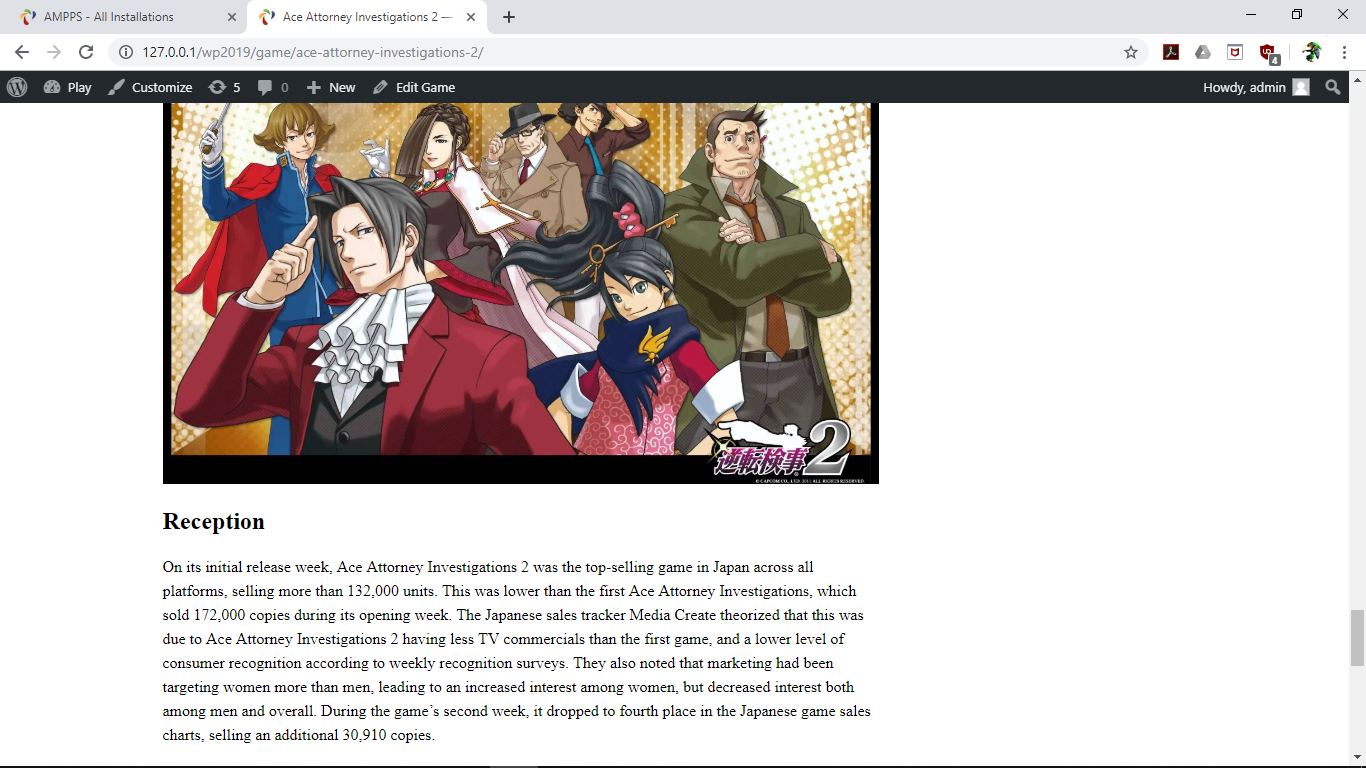 AMPPS - All Installations
Ace Attorney Investigations 2 —
127.0.0.1/wp2019/game/ace-attorney-investigations-2/
4
Play
Customize
5
0
New
Edit Game
Howdy, admin
逆転検事2
© CAPCOM CO., LTD. 2011 ALL RIGHTS RESERVED.
Reception
On its initial release week, Ace Attorney Investigations 2 was the top-selling game in Japan across all
platforms, selling more than 132,000 units. This was lower than the first Ace Attorney Investigations, which
sold 172,000 copies during its opening week. The Japanese sales tracker Media Create theorized that this was
due to Ace Attorney Investigations 2 having less TV commercials than the first game, and a lower level of
consumer recognition according to weekly recognition surveys. They also noted that marketing had been
targeting women more than men, leading to an increased interest among women, but decreased interest both
among men and overall. During the game’s second week, it dropped to fourth place in the Japanese game sales
charts, selling an additional 30,910 copies.